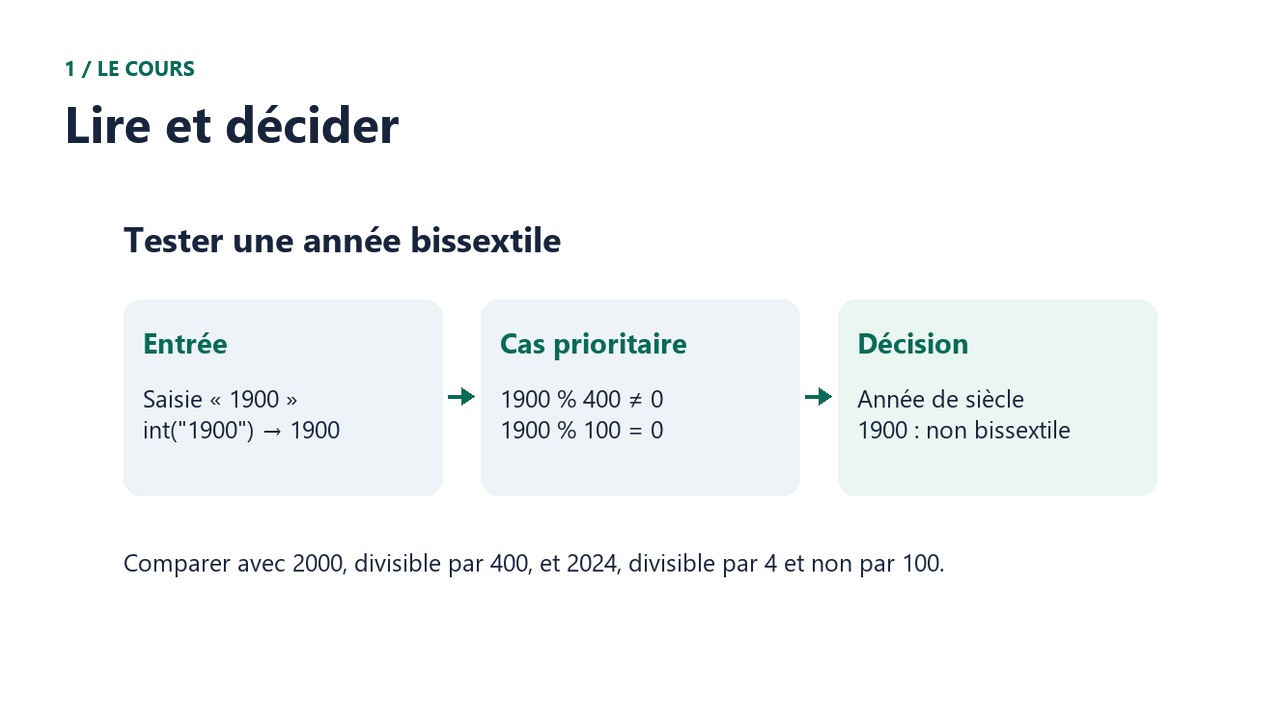 1 / LE COURS
Lire et décider
Tester une année bissextile
Entrée
Saisie « 1900 »
int("1900") → 1900
Cas prioritaire
1900 % 400 ≠ 0
1900 % 100 = 0
Décision
Année de siècle
1900 : non bissextile
Comparer avec 2000, divisible par 400, et 2024, divisible par 4 et non par 100.